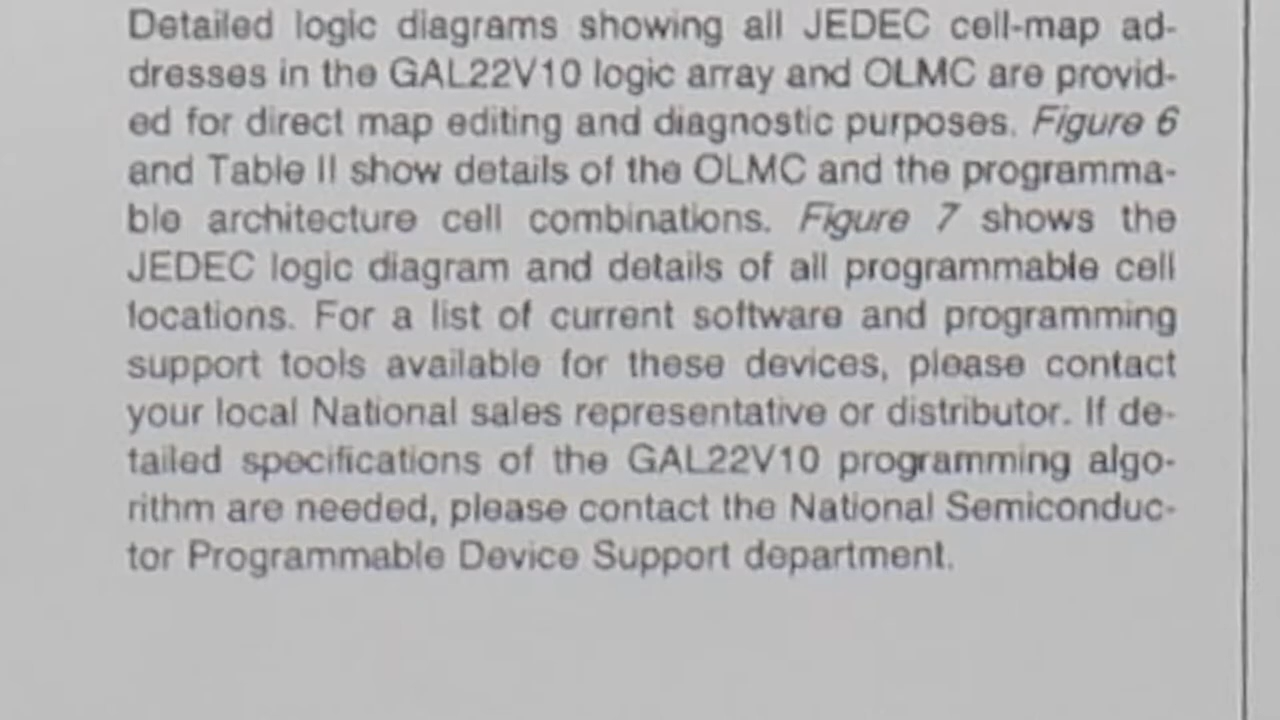 Detailed logic diagrams showing all JEDEC cell-map ad-
dresses in the GAL22V10 logic array and OLMC are provid-
ed for direct map editing and diagnostic purposes. Figure 6
and Table II show details of the OLMC and the programma-
ble architecture cell combinations. Figure 7 shows the
JEDEC logic diagram and details of all programmable cell
locations. For a list of current software and programming
support tools available for these devices, please contact
your local National sales representative or distributor. If de-
tailed specifications of the GAL22V10 programming algo-
rithm are needed, please contact the National Semiconduc-
tor Programmable Device Support department.